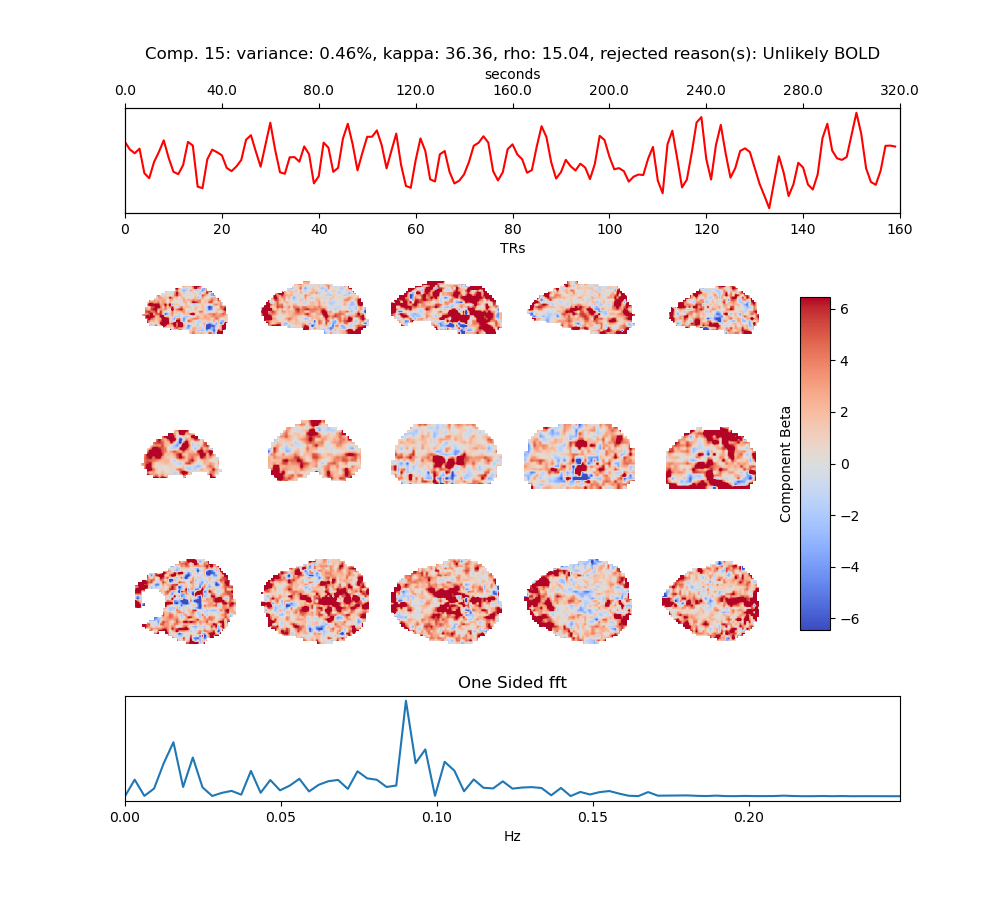 Comp. 15: variance: 0.46%, kappa: 36.36, rho: 15.04, rejected reason(s): Unlikely BOLD
seconds
0.0 40.0 80.0 120.0 160.0 200.0 240.0 280.0 320.0
0 20 40 60 80 100 120 140 160
TRs
6
4
2
0
−2
−4
−6
Component Beta
One Sided fft
0.00 0.05 0.10 0.15 0.20
Hz